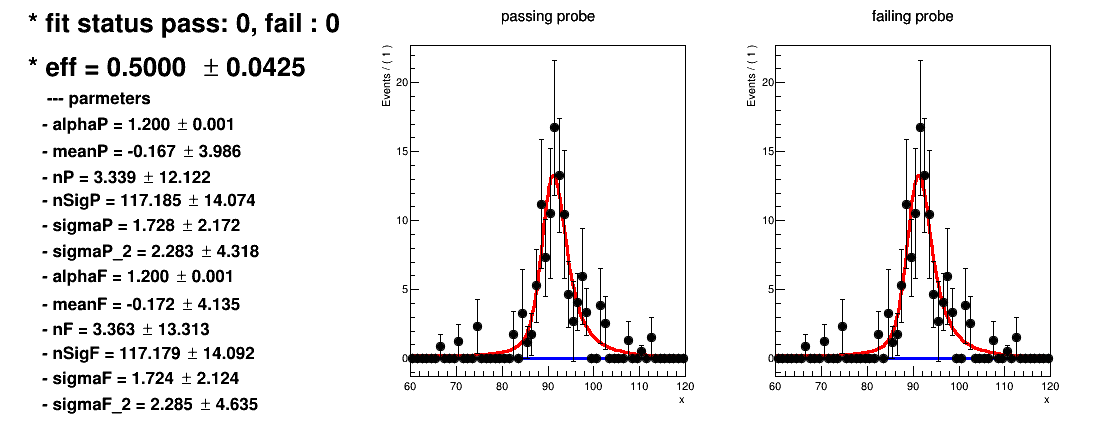 * fit status pass: 0, fail : 0
* eff = 0.5000 ± 0.0425
--- parmeters
- alphaP = 1.200 ± 0.001
- meanP = -0.167 ± 3.986
- nP = 3.339 ± 12.122
- nSigP = 117.185 ± 14.074
- sigmaP = 1.728 ± 2.172
- sigmaP_2 = 2.283 ± 4.318
- alphaF = 1.200 ± 0.001
- meanF = -0.172 ± 4.135
- nF = 3.363 ± 13.313
- nSigF = 117.179 ± 14.092
- sigmaF = 1.724 ± 2.124
- sigmaF_2 = 2.285 ± 4.635
passing probe
Events / ( 1 )
20
15
10
5
0
60 70 80 90 100 110 120
x
failing probe
Events / ( 1 )
20
15
10
5
0
60 70 80 90 100 110 120
x